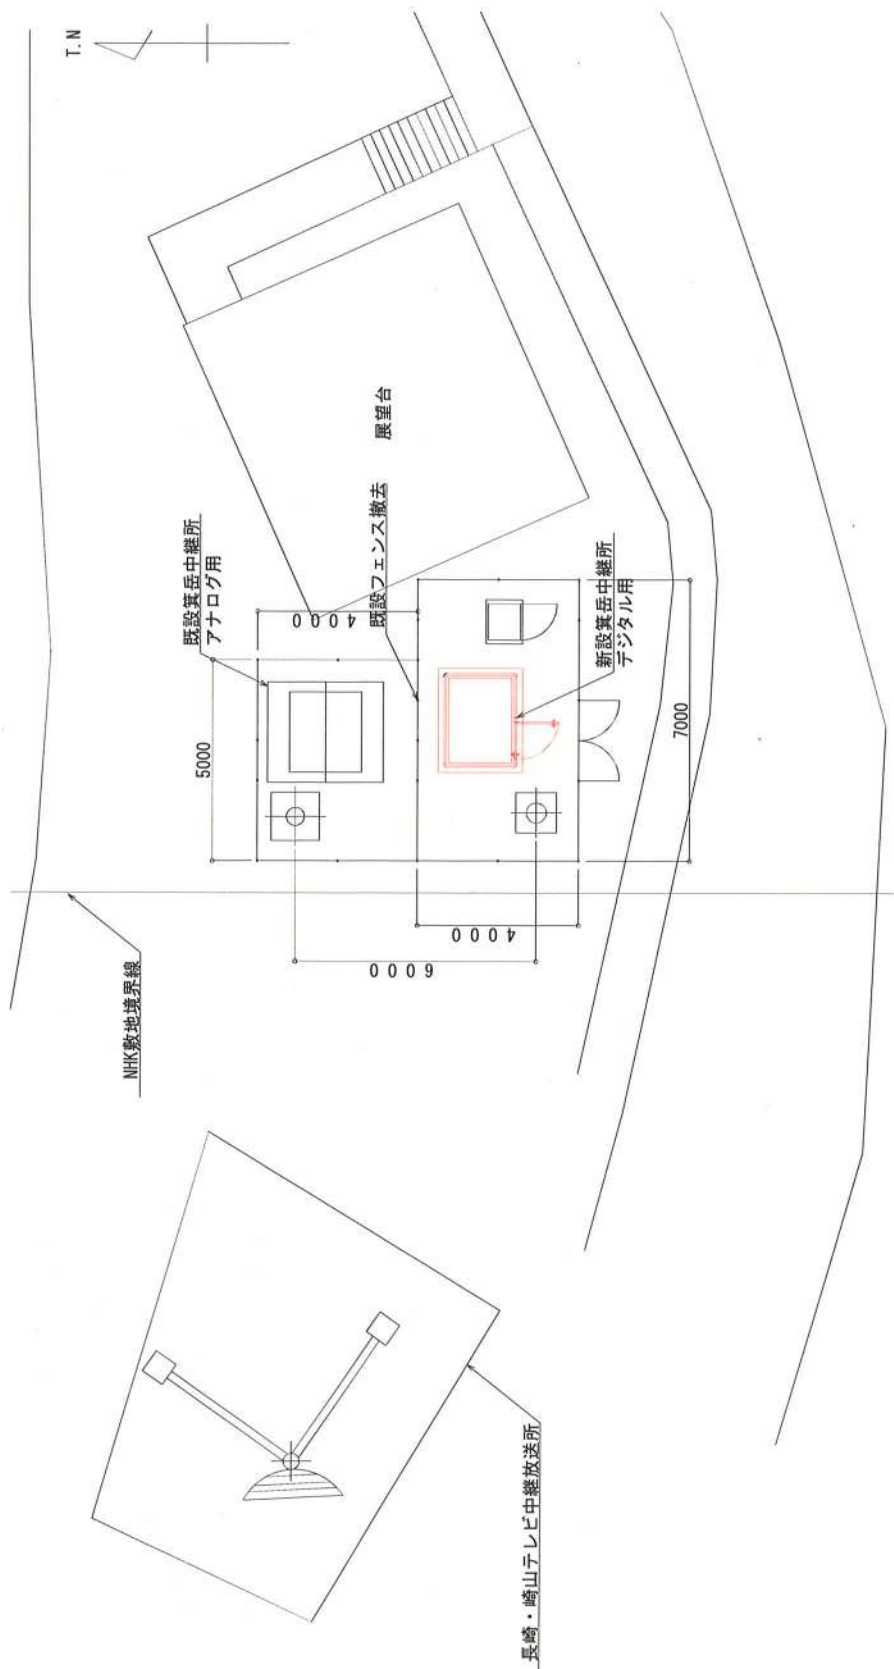 T.N
NHK敷地境界線
既設箕岳中継所
アナログ用
5000
4000
既設フェンス撤去
展望台
新設箕岳中継所
デジタル用
7000
4000
6000
長崎・崎山テレビ中継放送所